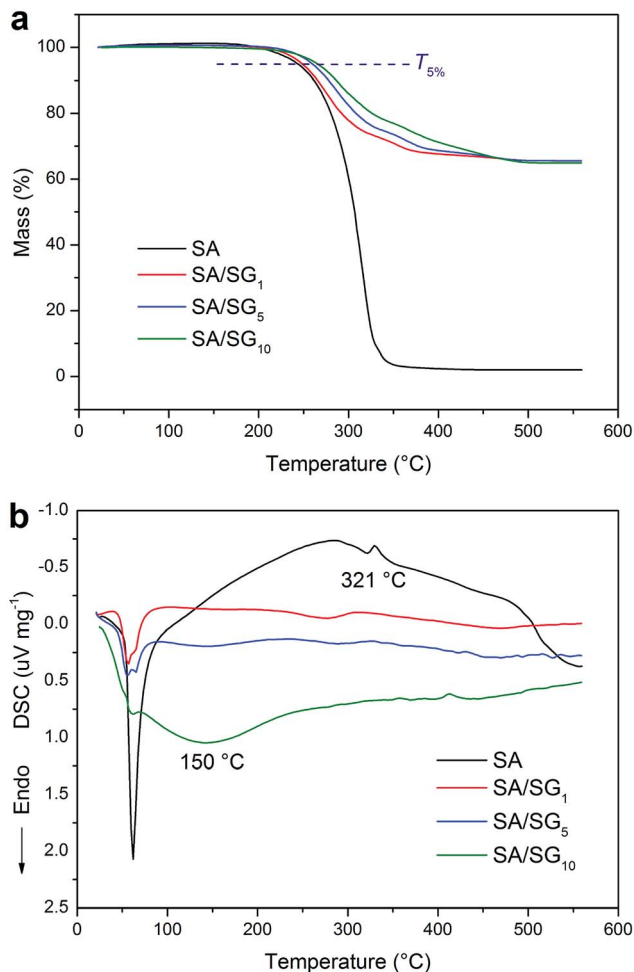 a
100
80
60
40
20
0
Mass (%)
T5%
SA
SA/SG1
SA/SG5
SA/SG10
0 100 200 300 400 500 600
Temperature (°C)
b
-1.0
-0.5
0.0
0.5
1.0
1.5
2.0
2.5
Endo DSC (uV mg-1)
321 °C
150 °C
SA
SA/SG1
SA/SG5
SA/SG10
0 100 200 300 400 500 600
Temperature (°C)